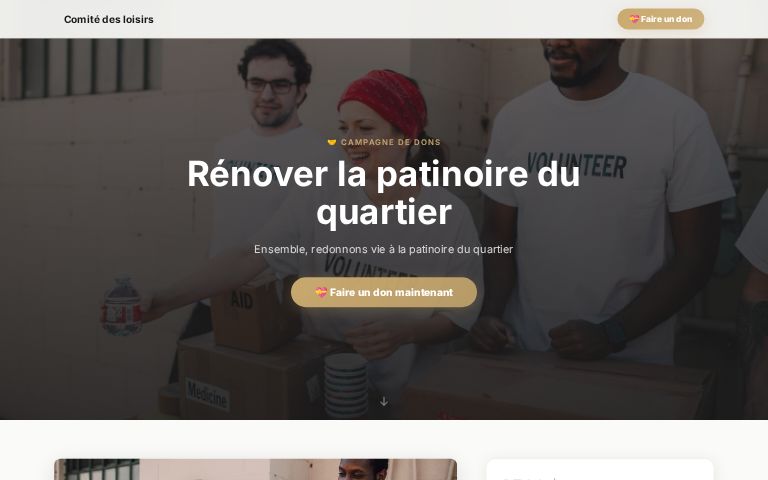 Comité des loisirs
💝 Faire un don
🤝 CAMPAGNE DE DONS
Rénover la patinoire du
quartier
Ensemble, redonnons vie à la patinoire du quartier
💝 Faire un don maintenant
VOLUNTEER
VOLUNTEER
AID
Medicine
↓